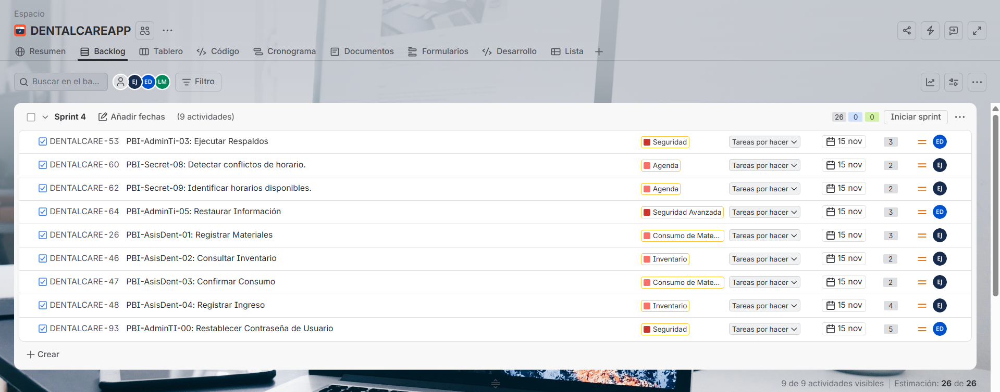 Espacio
DENTALCAREAPP
Resumen Backlog Tablero Código Cronograma Documentos Formularios Desarrollo Lista
Buscar en el ba... EJ ED LM Filtro
Sprint 4 Añadir fechas (9 actividades) 26 0 0 Iniciar sprint
DENTALCARE-53 PBI-AdminTi-03: Ejecutar Respaldos Seguridad Tareas por hacer 15 nov 3 ED
DENTALCARE-60 PBI-Secret-08: Detectar conflictos de horario. Agenda Tareas por hacer 15 nov 2 EJ
DENTALCARE-62 PBI-Secret-09: Identificar horarios disponibles. Agenda Tareas por hacer 15 nov 2 EJ
DENTALCARE-64 PBI-AdminTi-05: Restaurar Información Seguridad Avanzada Tareas por hacer 15 nov 3 ED
DENTALCARE-26 PBI-AsisDent-01: Registrar Materiales Consumo de Mate... Tareas por hacer 15 nov 3 EJ
DENTALCARE-46 PBI-AsisDent-02: Consultar Inventario Inventario Tareas por hacer 15 nov 2 EJ
DENTALCARE-47 PBI-AsisDent-03: Confirmar Consumo Consumo de Mate... Tareas por hacer 15 nov 2 EJ
DENTALCARE-48 PBI-AsisDent-04: Registrar Ingreso Inventario Tareas por hacer 15 nov 4 EJ
DENTALCARE-93 PBI-AdminTI-00: Restablecer Contraseña de Usuario Seguridad Tareas por hacer 15 nov 5 ED
Crear
9 de 9 actividades visibles Estimación: 26 de 26